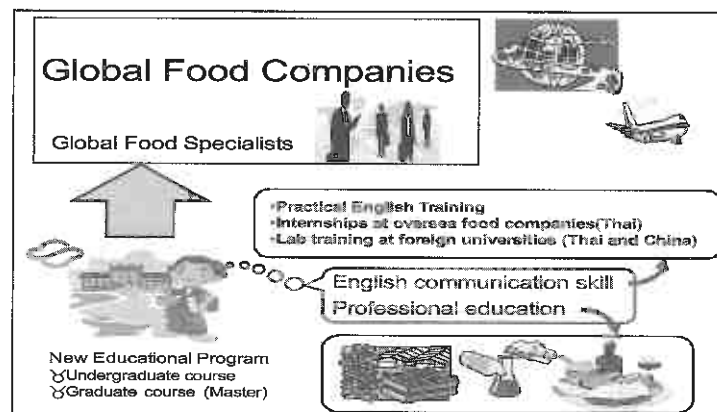 Global Food Companies
Global Food Specialists
•Practical English Training
•Internships at overseas food companies(Thai)
•Lab training at foreign universities (Thai and China)
English communication skill
Professional education
New Educational Program
Undergraduate course
Graduate course (Master)